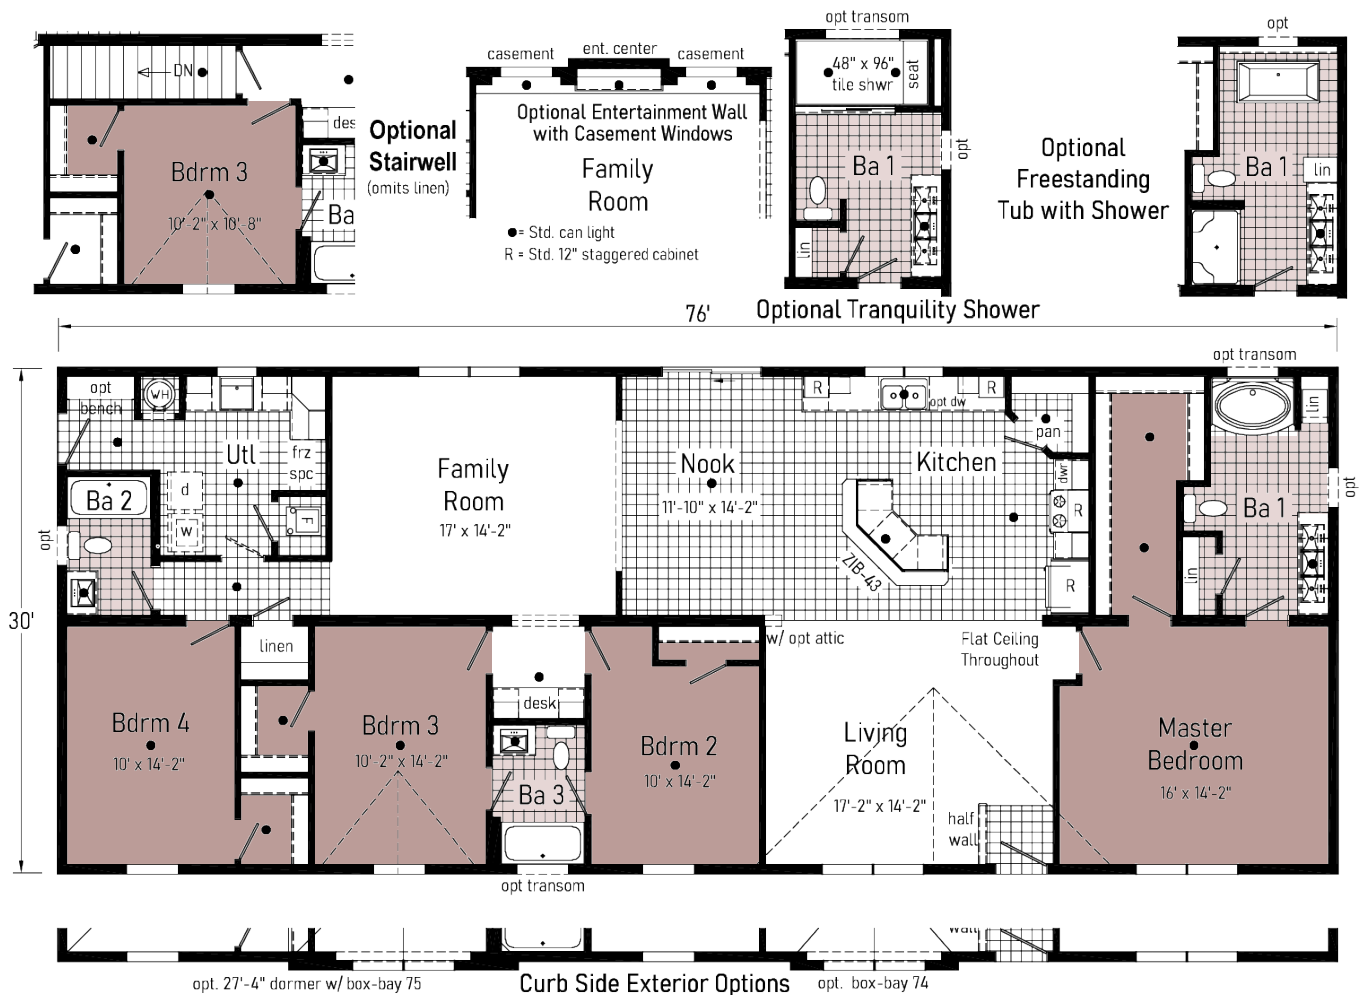 DN
des
Bdrm 3
10'-2" x 10'-8"
Ba
Optional
Stairwell
(omits linen)
casement
ent. center
casement
Optional Entertainment Wall
with Casement Windows
Family
Room
= Std. can light
R = Std. 12" staggered cabinet
opt transom
48" x 96"
tile shwr
seat
opt
Ba 1
lin
Optional Tranquility Shower
Optional
Freestanding
Tub with Shower
opt
Ba 1
lin
76'
30'
opt
bench
WH
Utl
frz
spc
d
w
F
Ba 2
opt
Family
Room
17' x 14'-2"
Nook
11'-10" x 14'-2"
Kitchen
R
opt dw
R
pan
dwr
R
R
ZIB-43
opt transom
lin
opt
Ba 1
lin
linen
w/ opt attic
Flat Ceiling
Throughout
Bdrm 4
10' x 14'-2"
Bdrm 3
10'-2" x 14'-2"
desk
Ba 3
Bdrm 2
10' x 14'-2"
Living
Room
17'-2" x 14'-2"
half
wall
Master
Bedroom
16' x 14'-2"
opt transom
wall
opt. 27'-4" dormer w/ box-bay 75
Curb Side Exterior Options
opt. box-bay 74